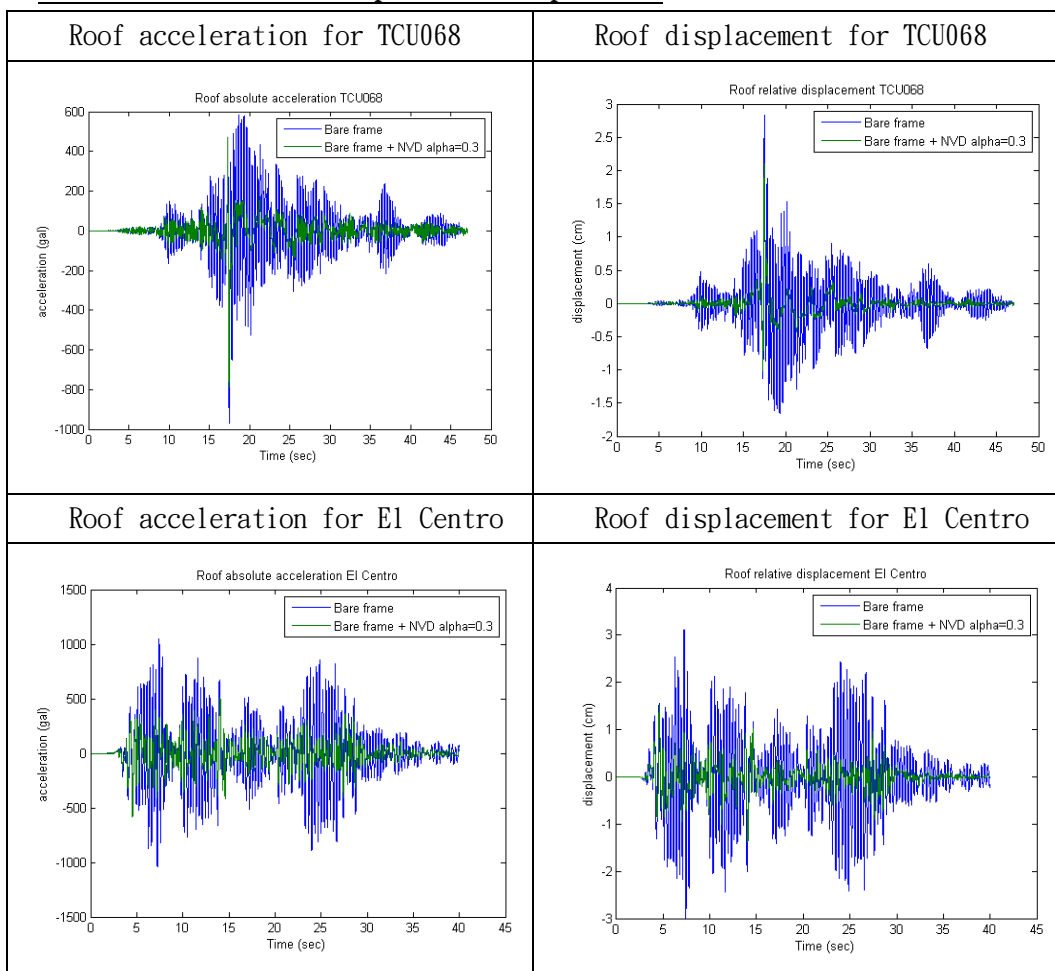 Roof acceleration for TCU068
Roof displacement for TCU068
Roof absolute acceleration TCU068
Bare frame
Bare frame + NVD alpha=0.3
acceleration (gal)
600
400
200
0
-200
-400
-600
-800
-1000
0 5 10 15 20 25 30 35 40 45 50
Time (sec)
Roof relative displacement TCU068
Bare frame
Bare frame + NVD alpha=0.3
displacement (cm)
3
2.5
2
1.5
1
0.5
0
-0.5
-1
-1.5
-2
0 5 10 15 20 25 30 35 40 45 50
Time (sec)
Roof acceleration for El Centro
Roof displacement for El Centro
Roof absolute acceleration El Centro
Bare frame
Bare frame + NVD alpha=0.3
acceleration (gal)
1500
1000
500
0
-500
-1000
-1500
0 5 10 15 20 25 30 35 40 45
Time (sec)
Roof relative displacement El Centro
Bare frame
Bare frame + NVD alpha=0.3
displacement (cm)
4
3
2
1
0
-1
-2
-3
0 5 10 15 20 25 30 35 40 45
Time (sec)